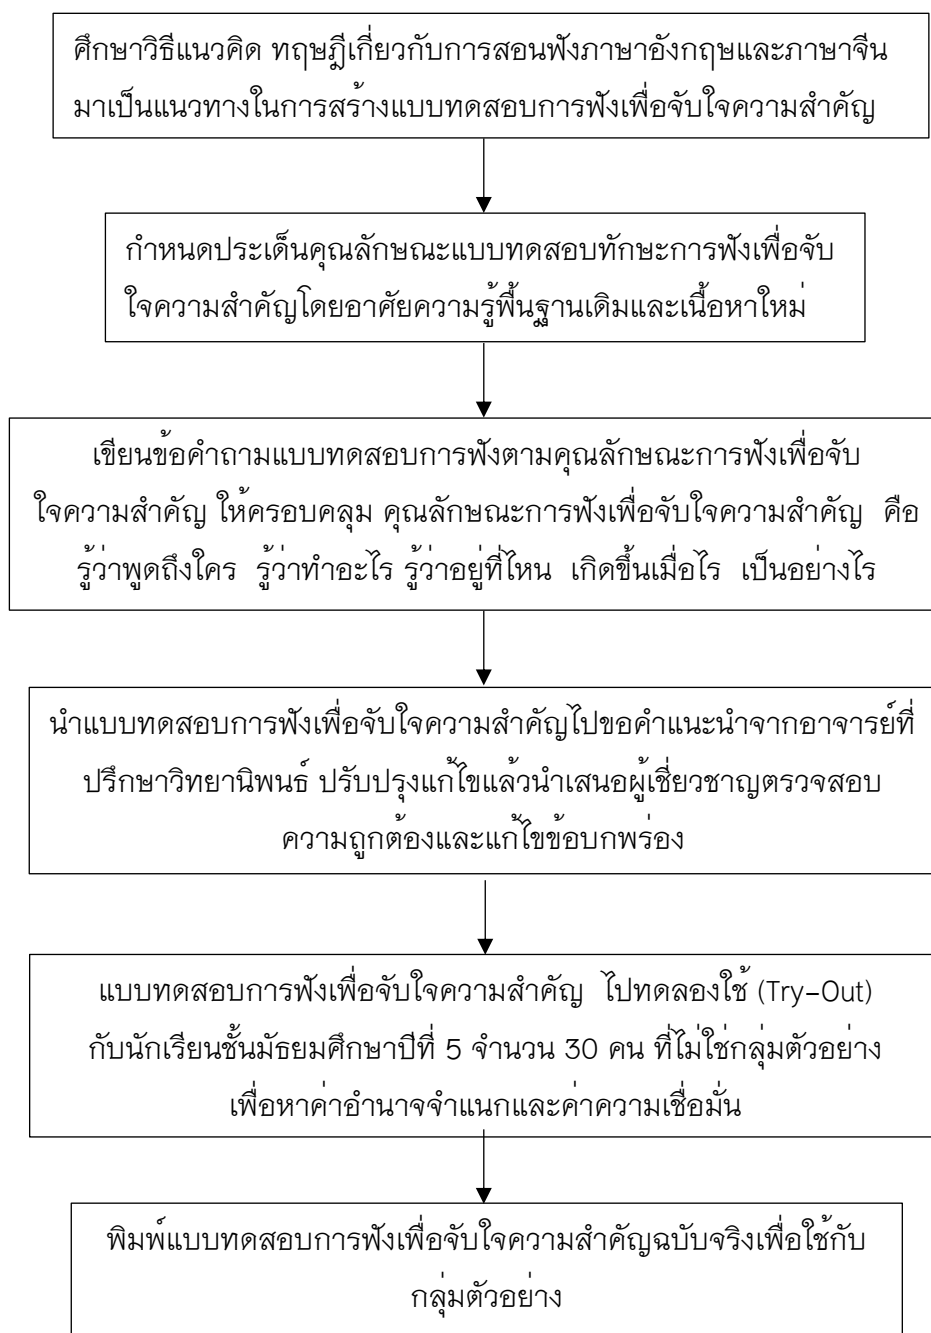 ศึกษาวิธีแนวคิด ทฤษฎีเกี่ยวกับการสอนฟังภาษาอังกฤษและภาษาจีน
มาเป็นแนวทางในการสร้างแบบทดสอบการฟังเพื่อจับใจความสำคัญ
กำหนดประเด็นคุณลักษณะแบบทดสอบทักษะการฟังเพื่อจับ
ใจความสำคัญโดยอาศัยความรู้พื้นฐานเดิมและเนื้อหาใหม่
เขียนข้อคำถามแบบทดสอบการฟังตามคุณลักษณะการฟังเพื่อจับ
ใจความสำคัญ ให้ครอบคลุม คุณลักษณะการฟังเพื่อจับใจความสำคัญ คือ
รู้ว่าพูดถึงใคร รู้ว่าทำอะไร รู้ว่าอยู่ที่ไหน เกิดขึ้นเมื่อไร เป็นอย่างไร
นำแบบทดสอบการฟังเพื่อจับใจความสำคัญไปขอคำแนะนำจากอาจารย์ที่
ปรึกษาวิทยานิพนธ์ ปรับปรุงแก้ไขแล้วนำเสนอผู้เชี่ยวชาญตรวจสอบ
ความถูกต้องและแก้ไขข้อบกพร่อง
แบบทดสอบการฟังเพื่อจับใจความสำคัญ ไปทดลองใช้ (Try-Out)
กับนักเรียนชั้นมัธยมศึกษาปีที่ 5 จำนวน 30 คน ที่ไม่ใช่กลุ่มตัวอย่าง
เพื่อหาค่าอำนาจจำแนกและค่าความเชื่อมั่น
พิมพ์แบบทดสอบการฟังเพื่อจับใจความสำคัญฉบับจริงเพื่อใช้กับ
กลุ่มตัวอย่าง